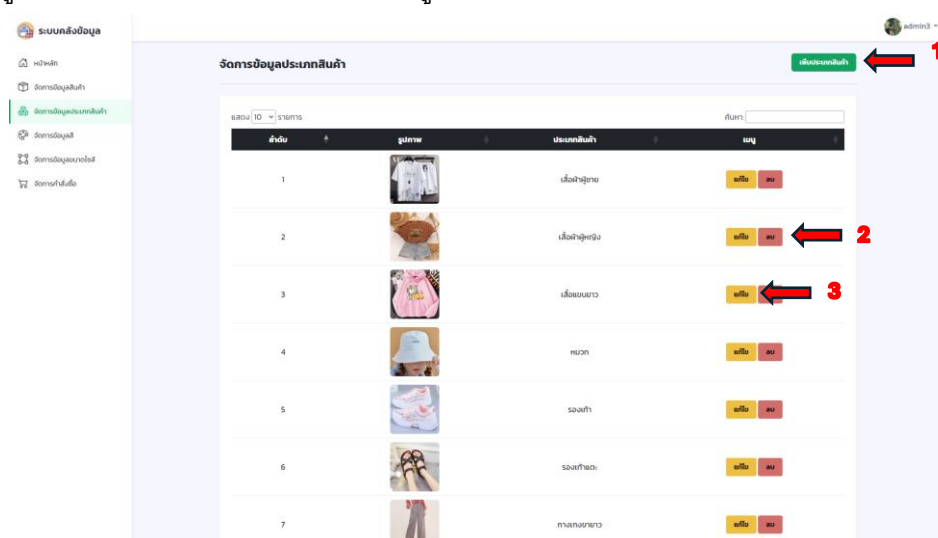 ระบบคลังข้อมูล
admin3
หน้าหลัก
จัดการข้อมูลสินค้า
จัดการข้อมูลประเภทสินค้า
จัดการข้อมูลสี
จัดการข้อมูลขนาดไซส์
จัดการคำสั่งซื้อ
จัดการข้อมูลประเภทสินค้า
เพิ่มประเภทสินค้า
1
แสดง 10 รายการ
ค้นหา:
ลำดับ รูปภาพ ประเภทสินค้า เมนู
1 เสื้อผ้าผู้ชาย แก้ไข ลบ
2 เสื้อผ้าผู้หญิง แก้ไข ลบ 2
3 เสื้อแขนยาว แก้ไข 3
4 หมวก แก้ไข ลบ
5 รองเท้า แก้ไข ลบ
6 รองเท้าแตะ แก้ไข ลบ
7 กางเกงขายาว แก้ไข ลบ